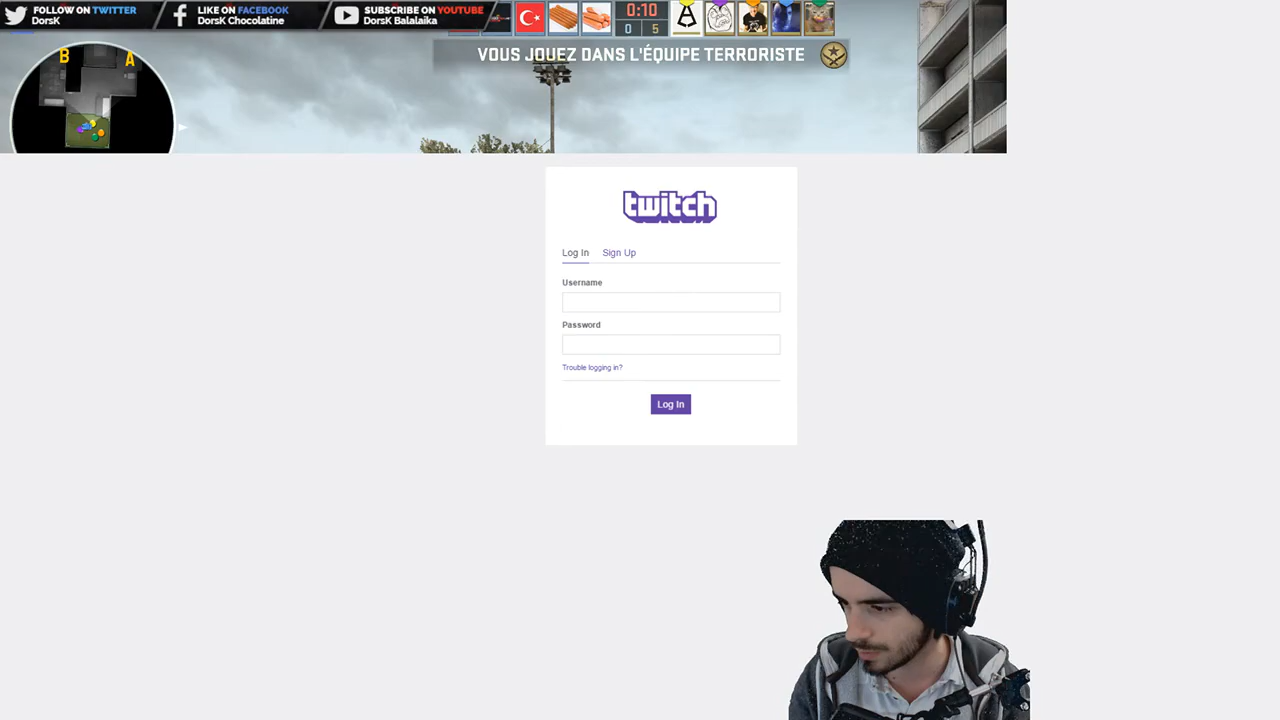 FOLLOW ON TWITTER
DorsK
LIKE ON FACEBOOK
DorsK Chocolatine
SUBSCRIBE ON YOUTUBE
DorsK Balalaika
0:10
0 5
B A
VOUS JOUEZ DANS L'ÉQUIPE TERRORISTE
twitch
Log In Sign Up
Username
Password
Trouble logging in?
Log In